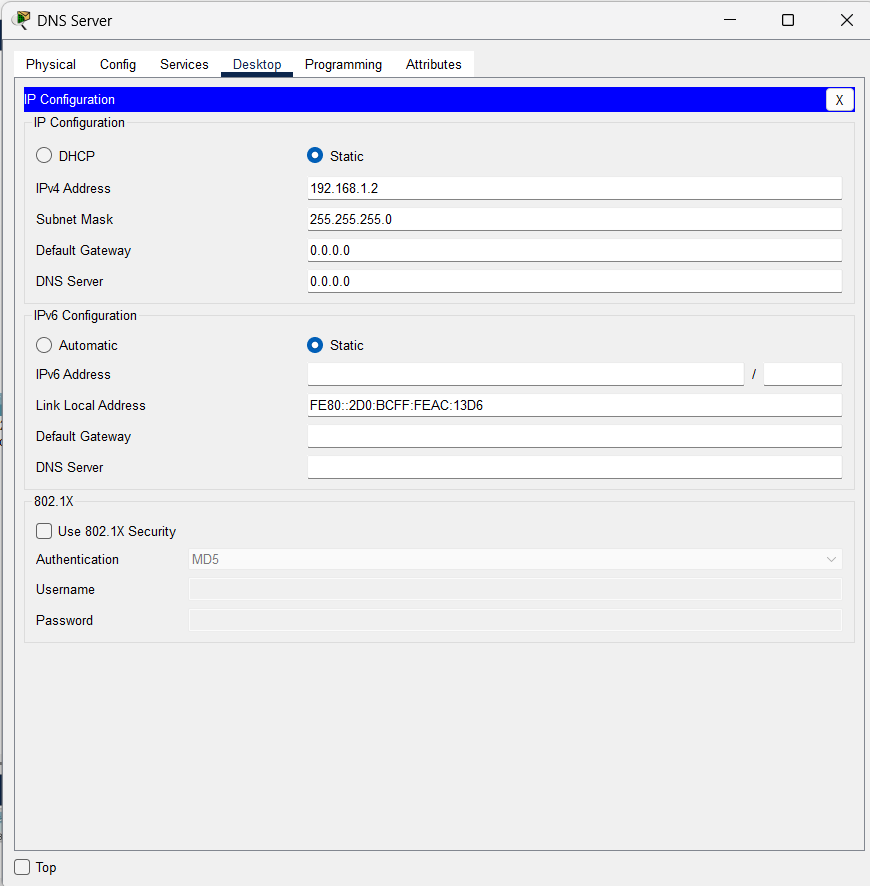 DNS Server
Physical Config Services Desktop Programming Attributes
IP Configuration X
IP Configuration
DHCP Static
IPv4 Address 192.168.1.2
Subnet Mask 255.255.255.0
Default Gateway 0.0.0.0
DNS Server 0.0.0.0
IPv6 Configuration
Automatic Static
IPv6 Address /
Link Local Address FE80::2D0:BCFF:FEAC:13D6
Default Gateway
DNS Server
802.1X
Use 802.1X Security
Authentication MD5
Username
Password
Top